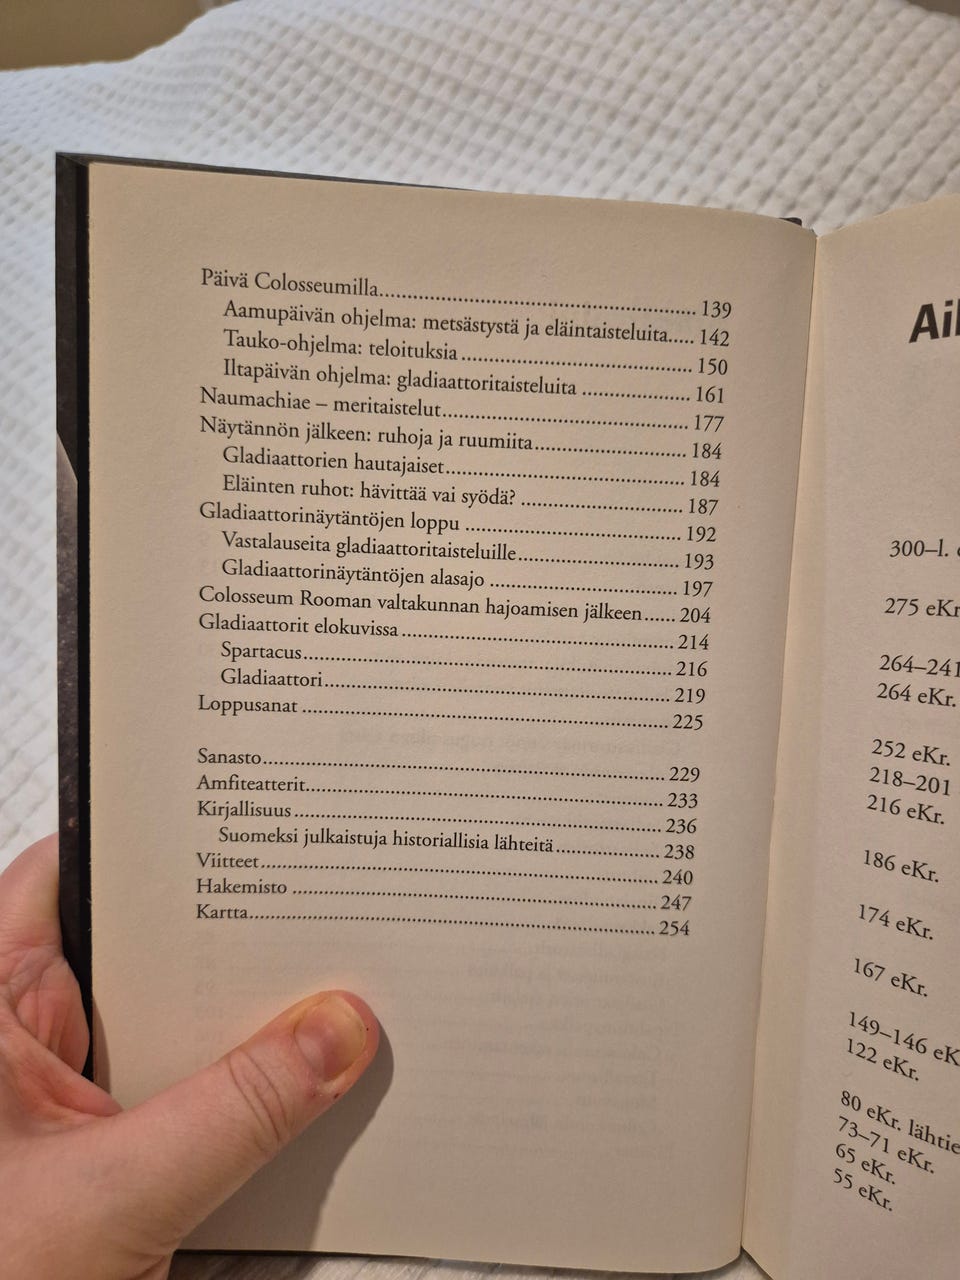 Päivä Colosseumilla.......... 139
Aamupäivän ohjelma: metsästystä ja eläintaisteluita..... 142
Tauko-ohjelma: teloituksia .......... 150
Iltapäivän ohjelma: gladiaattoritaisteluita .......... 161
Naumachiae – meritaistelut.......... 177
Näytännön jälkeen: ruhoja ja ruumiita.......... 184
Gladiaattorien hautajaiset.......... 184
Eläinten ruhot: hävittää vai syödä? .......... 187
Gladiaattorinäytäntöjen loppu .......... 192
Vastalauseita gladiaattoritaisteluille.......... 193
Gladiaattorinäytäntöjen alasajo .......... 197
Colosseum Rooman valtakunnan hajoamisen jälkeen...... 204
Gladiaattorit elokuvissa .......... 214
Spartacus.......... 216
Gladiaattori.......... 219
Loppusanat .......... 225
Sanasto.......... 229
Amfiteatterit.......... 233
Kirjallisuus .......... 236
Suomeksi julkaistuja historiallisia lähteitä .......... 238
Viitteet.......... 240
Hakemisto .......... 247
Kartta.......... 254
300–l.
275 eKr
264–241
264 eKr.
252 eKr.
218–201
216 eKr.
186 eKr.
174 eKr.
167 eKr.
149–146 eK
122 eKr.
80 eKr. lähtie
73–71 eKr.
65 eKr.
55 eKr.